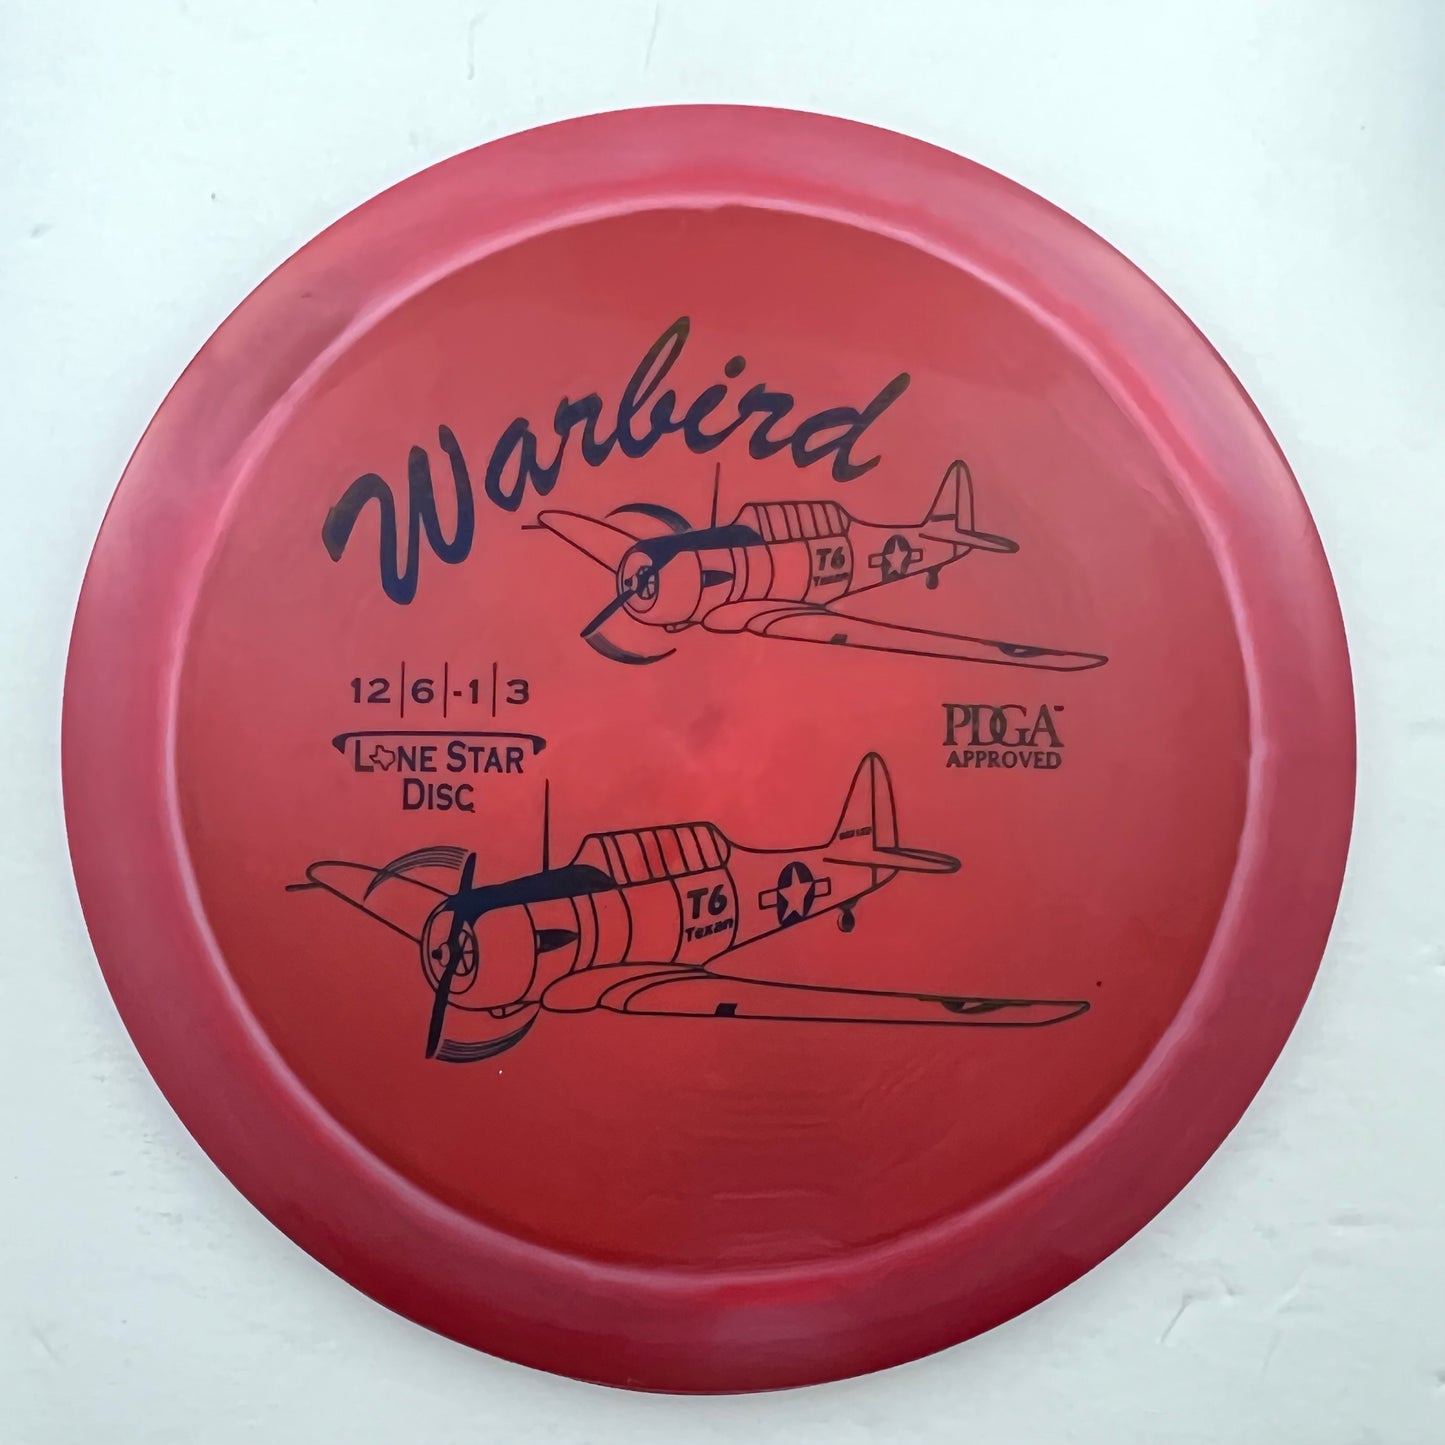 Warbird
T6
Texan
12|6|-1|3
PDGA
APPROVED
LONE STAR
DISC
T6
Texan